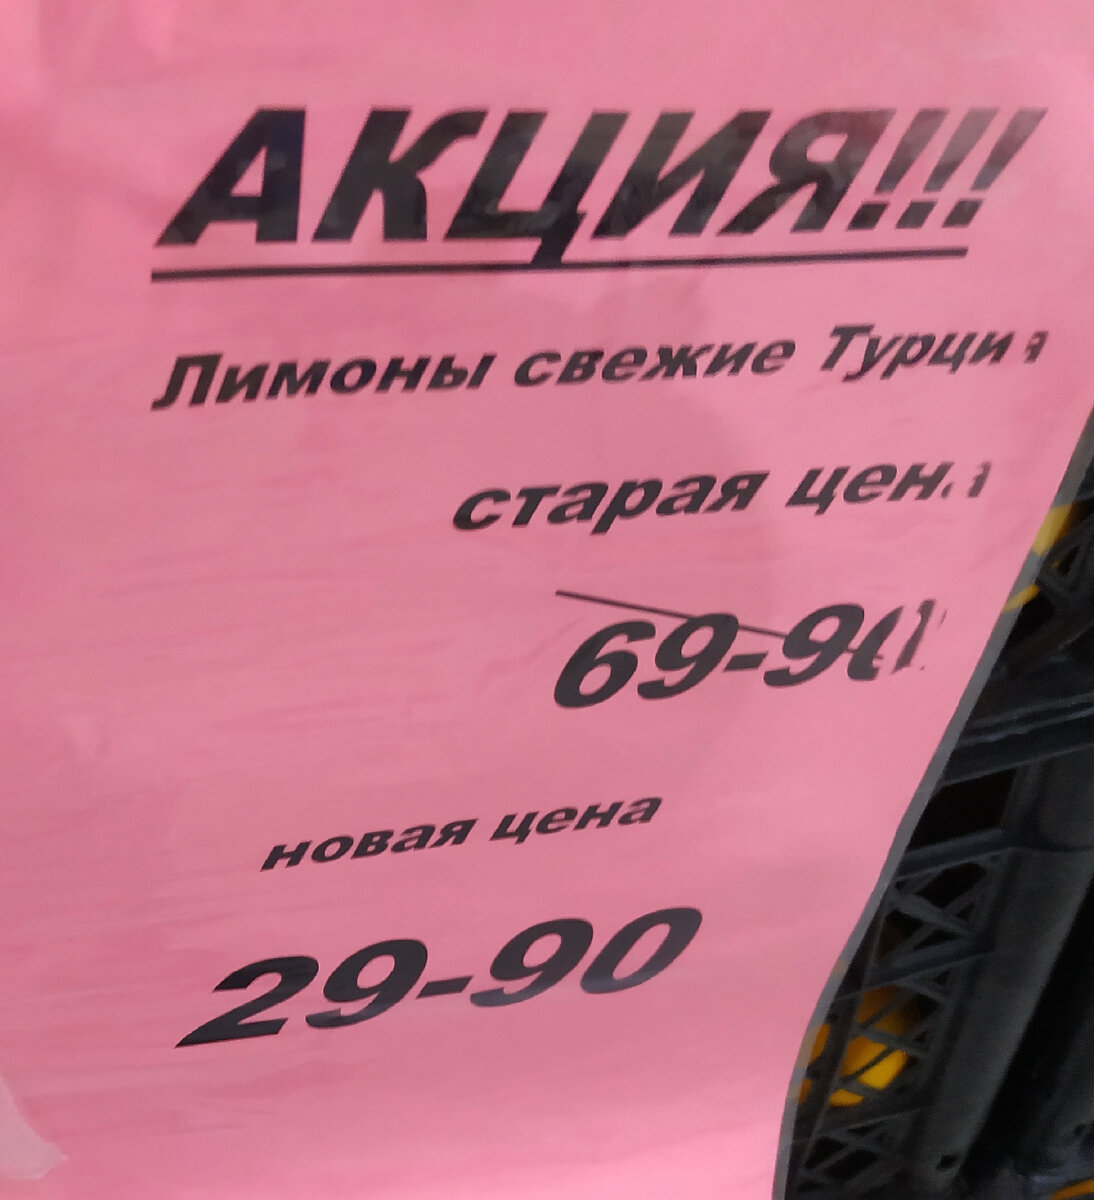 АКЦИЯ!!!
Лимоны свежие Турция
старая цена
69-90
новая цена
29-90